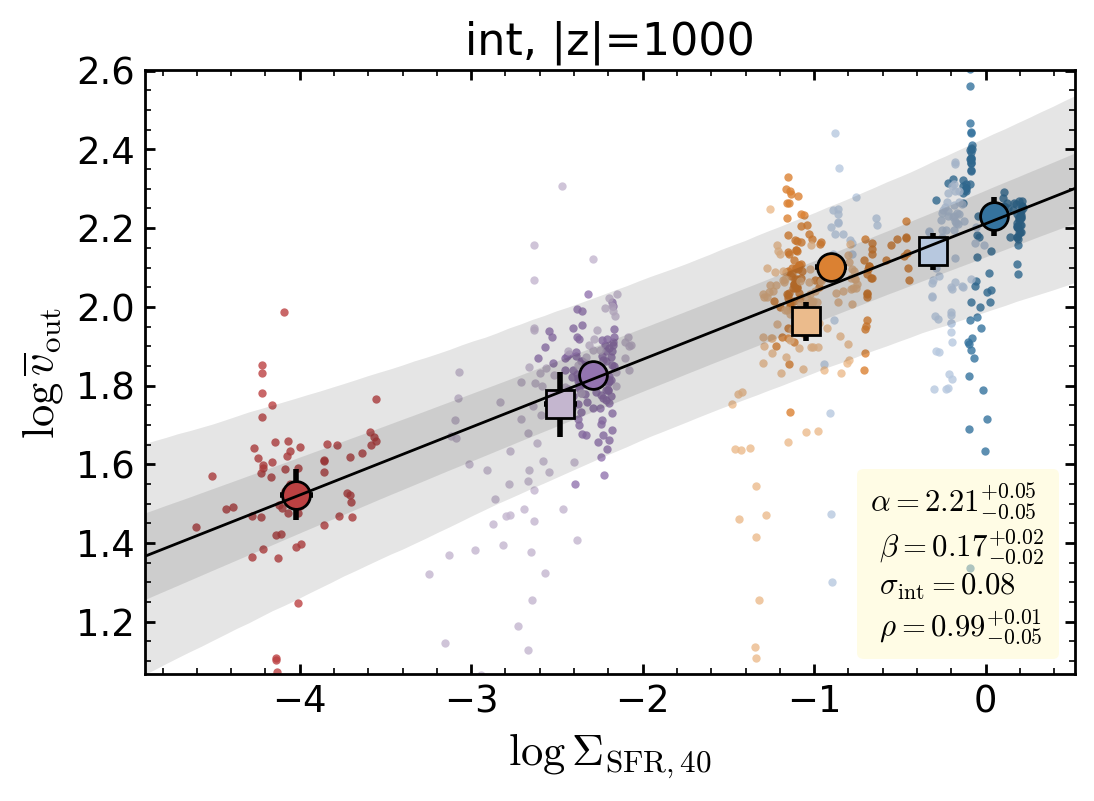 int, |z|=1000
2.6
2.4
2.2
2.0
1.8
1.6
1.4
1.2
log v̅_out
α = 2.21^{+0.05}_{−0.05}
β = 0.17^{+0.02}_{−0.02}
σ_int = 0.08
ρ = 0.99^{+0.01}_{−0.05}
−4 −3 −2 −1 0
log Σ_{SFR, 40}